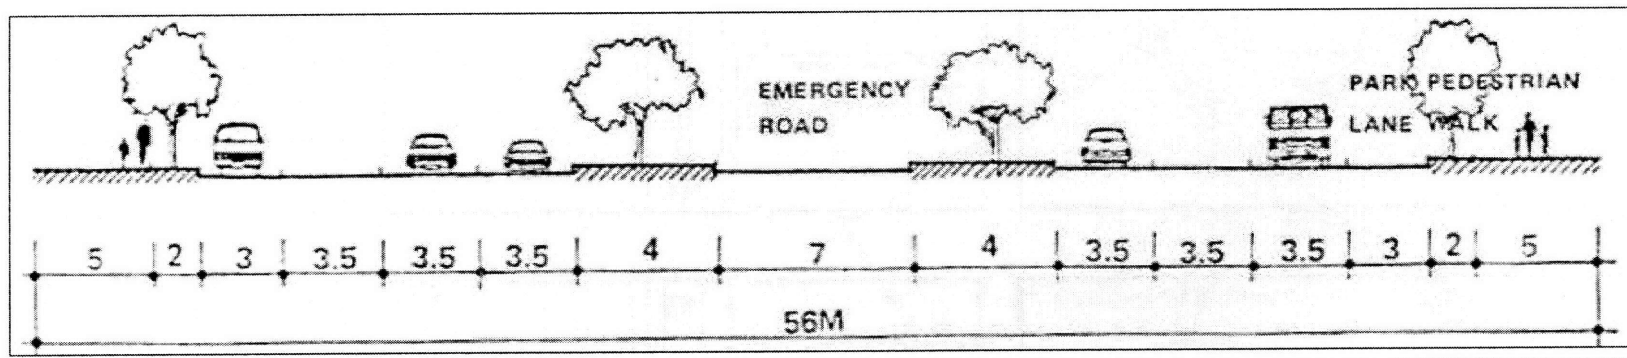 EMERGENCY
ROAD
PARK PEDESTRIAN
LANE WALK
5 2 3 3.5 3.5 3.5 4 7 4 3.5 3.5 3.5 3 2 5
56M